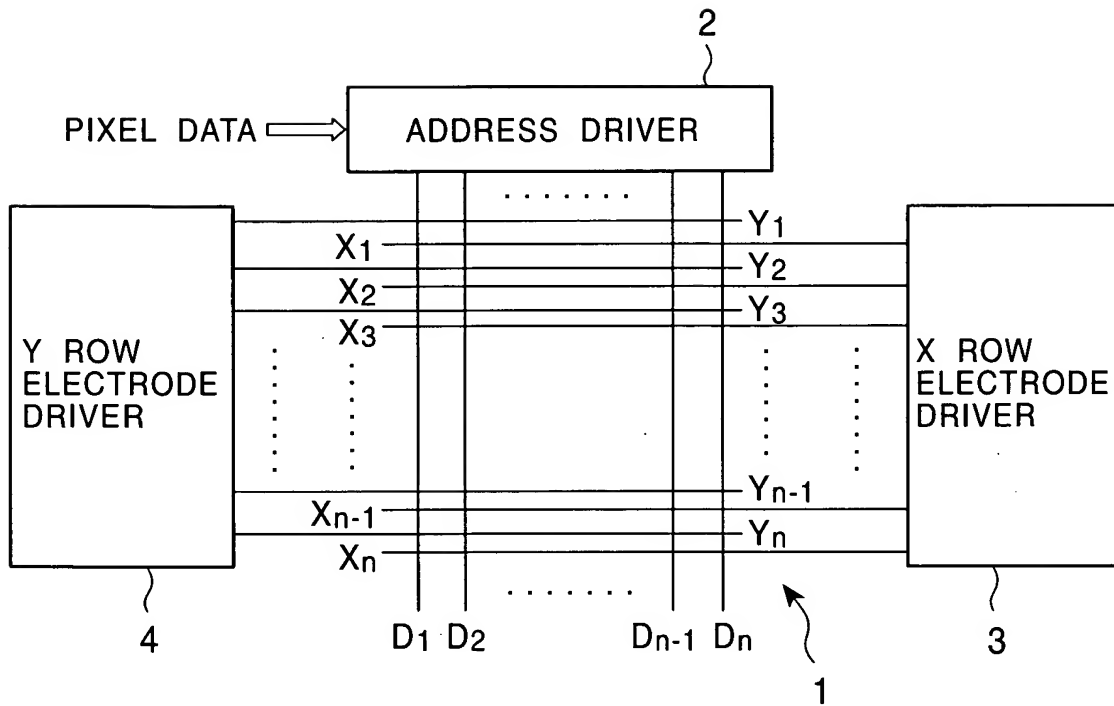 2
PIXEL DATA
ADDRESS DRIVER
. . . . . . .
Y1
X1
Y2
X2
Y3
X3
Y ROW
ELECTRODE
DRIVER
X ROW
ELECTRODE
DRIVER
Yn-1
Xn-1
Yn
Xn
. . . . . . .
D1 D2 Dn-1 Dn
4
1
3